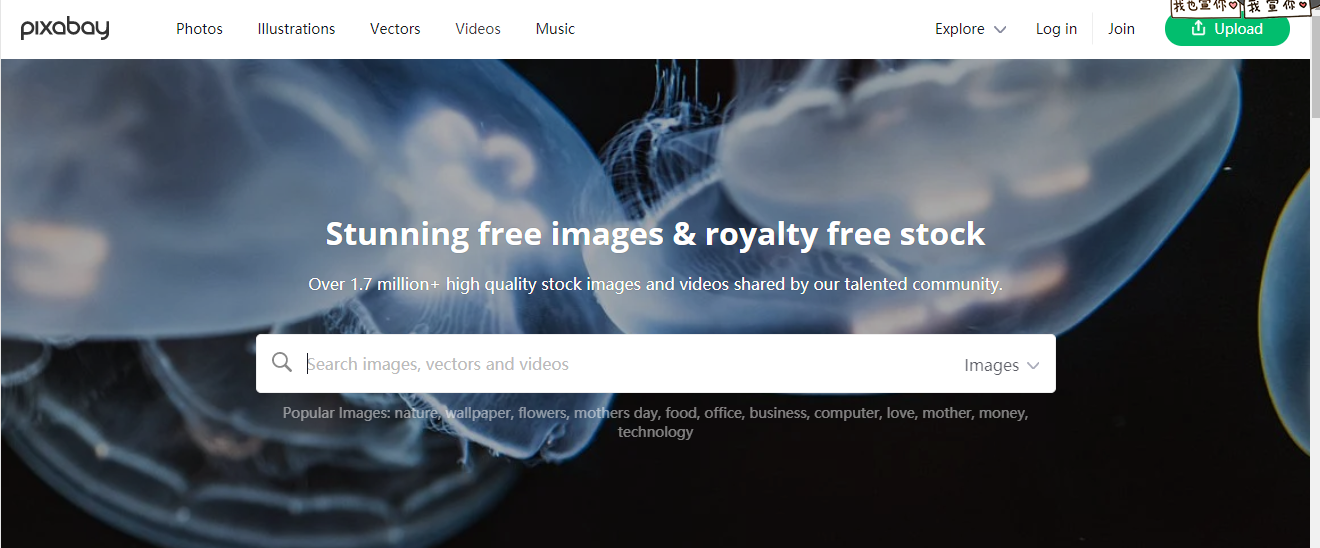 pixabay Photos Illustrations Vectors Videos Music Explore Log in Join Upload
我也宣你 我宣你
Stunning free images & royalty free stock
Over 1.7 million+ high quality stock images and videos shared by our talented community.
Search images, vectors and videos Images
Popular Images: nature, wallpaper, flowers, mothers day, food, office, business, computer, love, mother, money,
technology